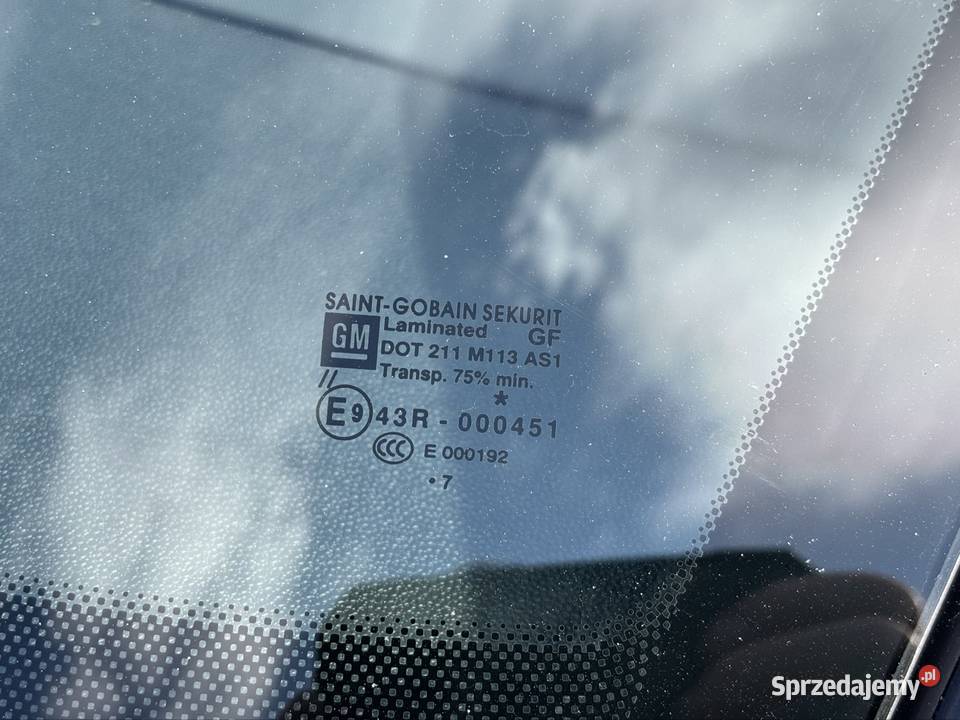 SAINT-GOBAIN SEKURIT
GM Laminated GF
DOT 211 M113 AS1
Transp. 75% min.
//
*
E9 43R - 000451
CCC E 000192
• 7
Sprzedajemy.pl